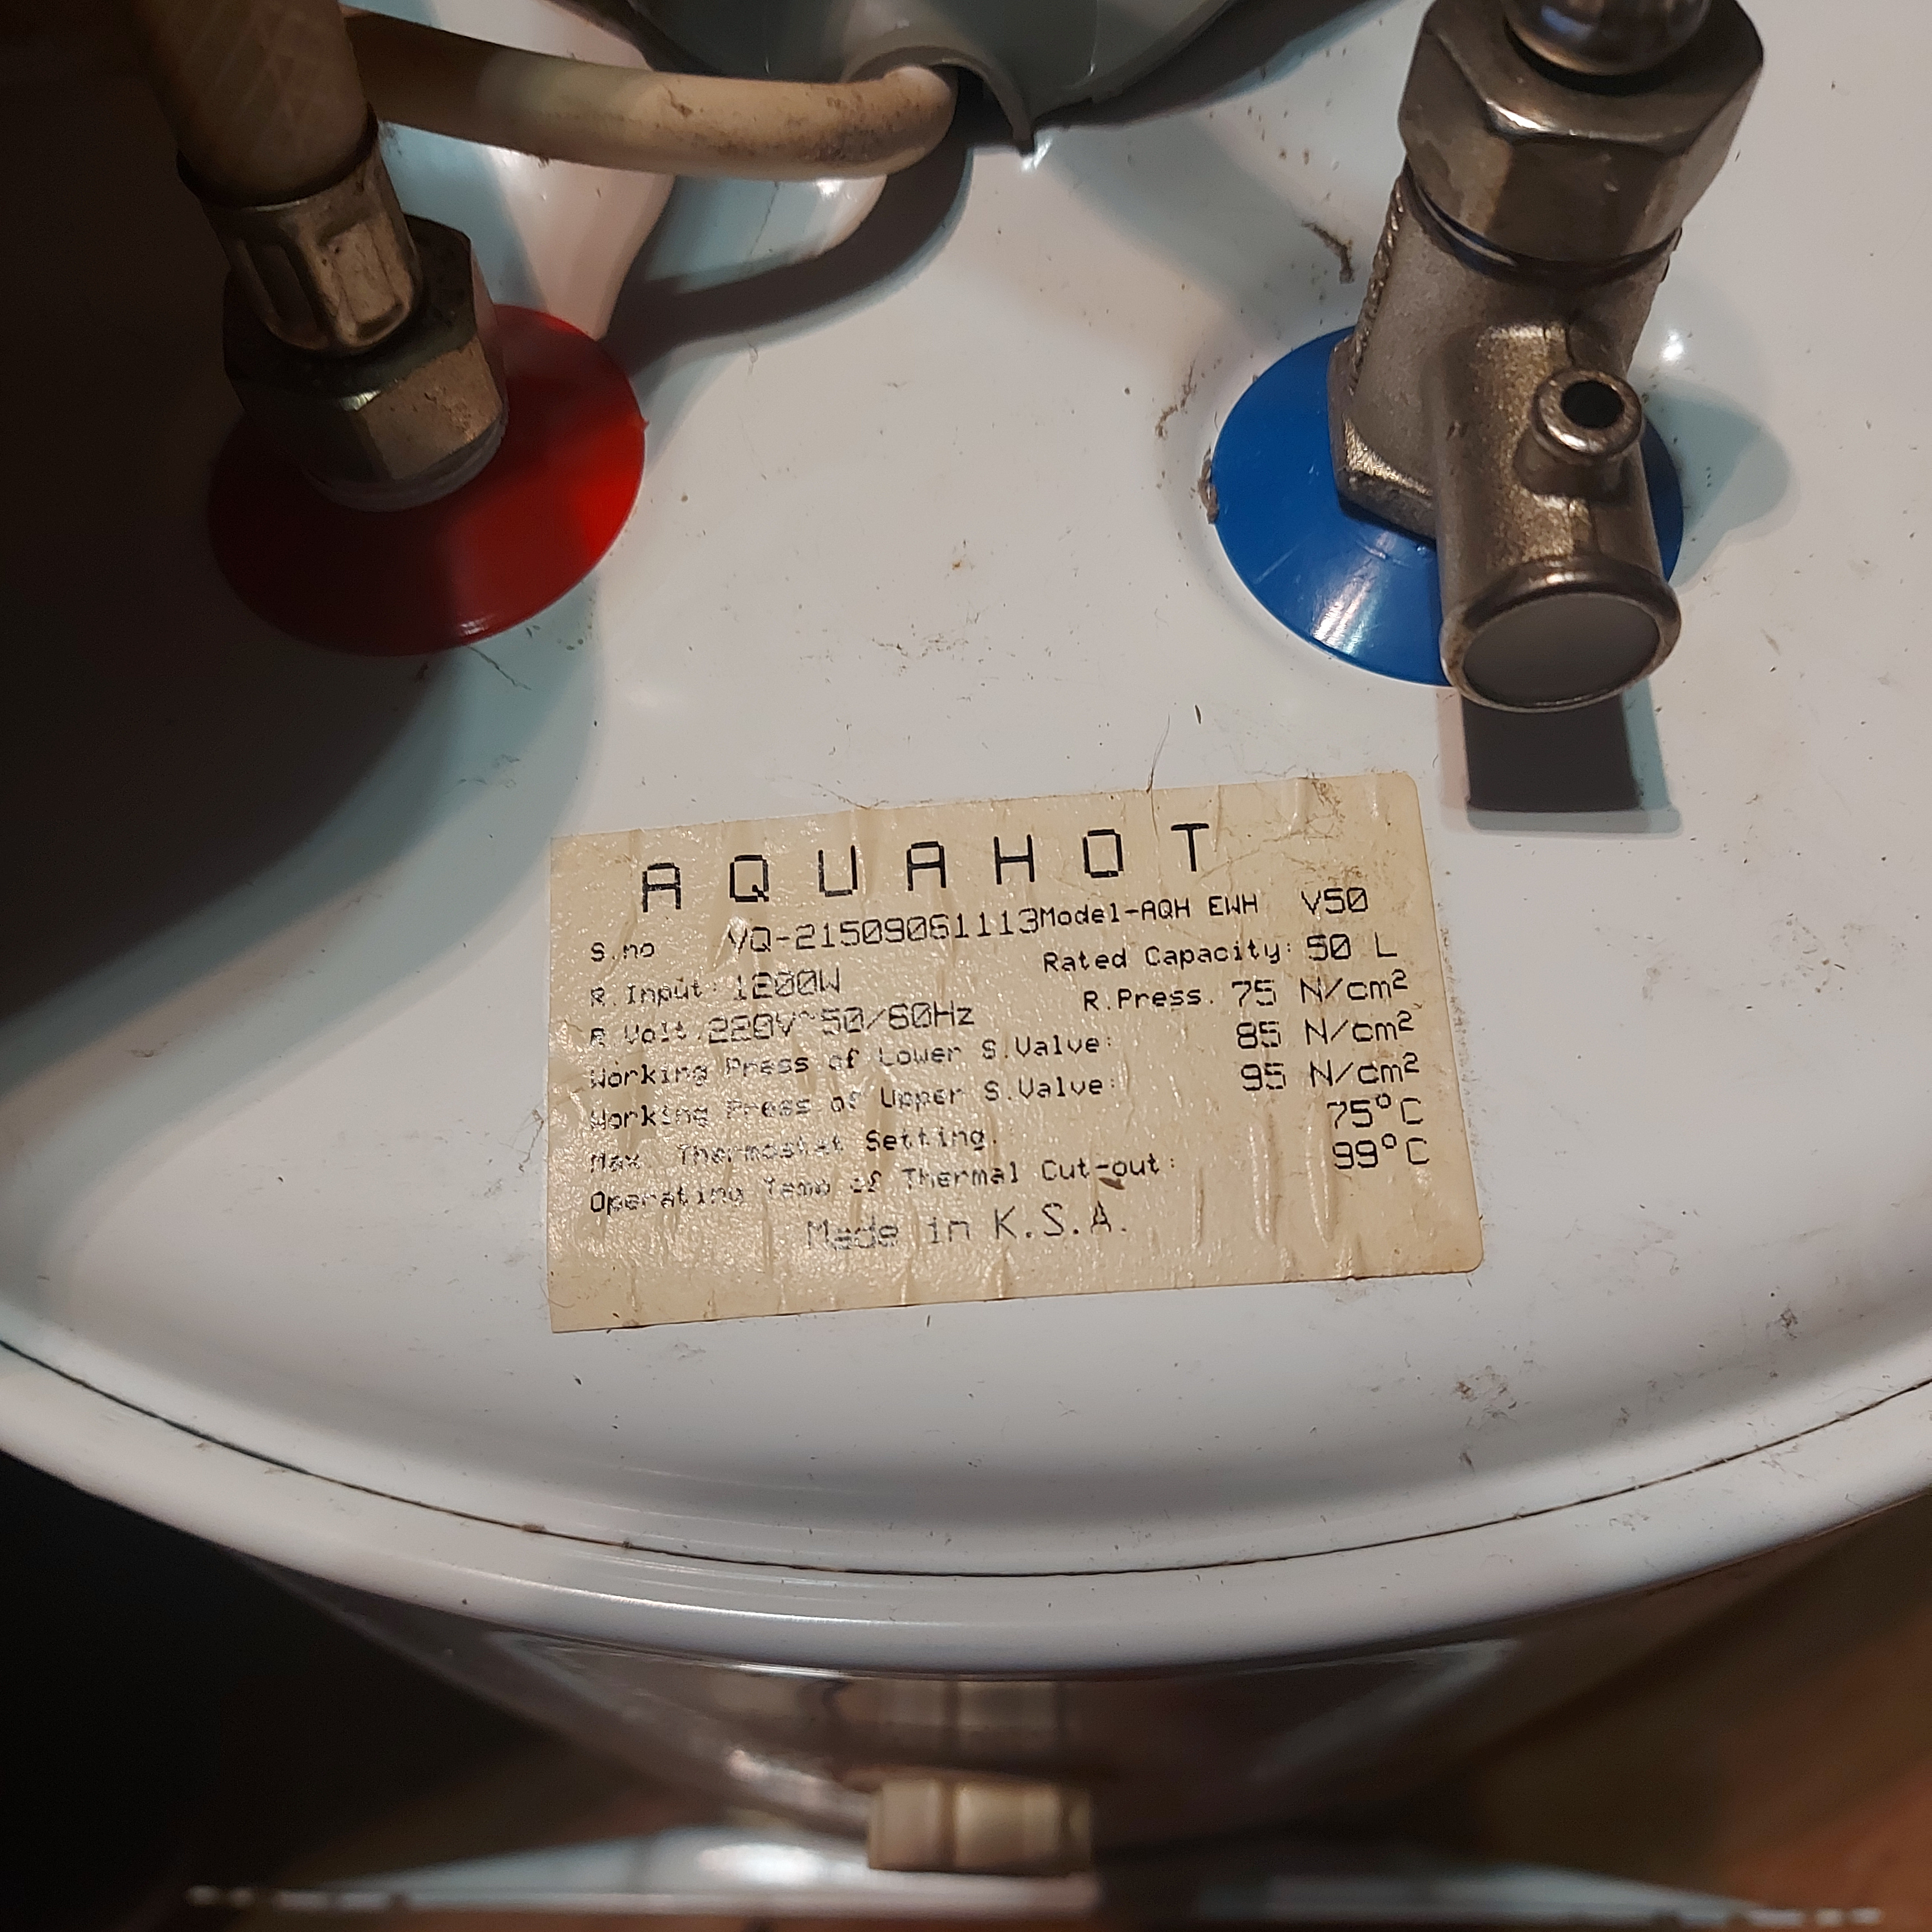 AQUAHOT
S.no VQ-21509061113 Model-AQH EWH V50
R.Input: 1200W Rated Capacity: 50 L
R.Volt: 220V~50/60Hz R.Press. 75 N/cm²
Working Press of Lower S.Valve: 85 N/cm²
Working Press of Upper S.Valve: 95 N/cm²
Max. Thermostat Setting. 75°C
Operating Temp of Thermal Cut-out: 99°C
Made in K.S.A.